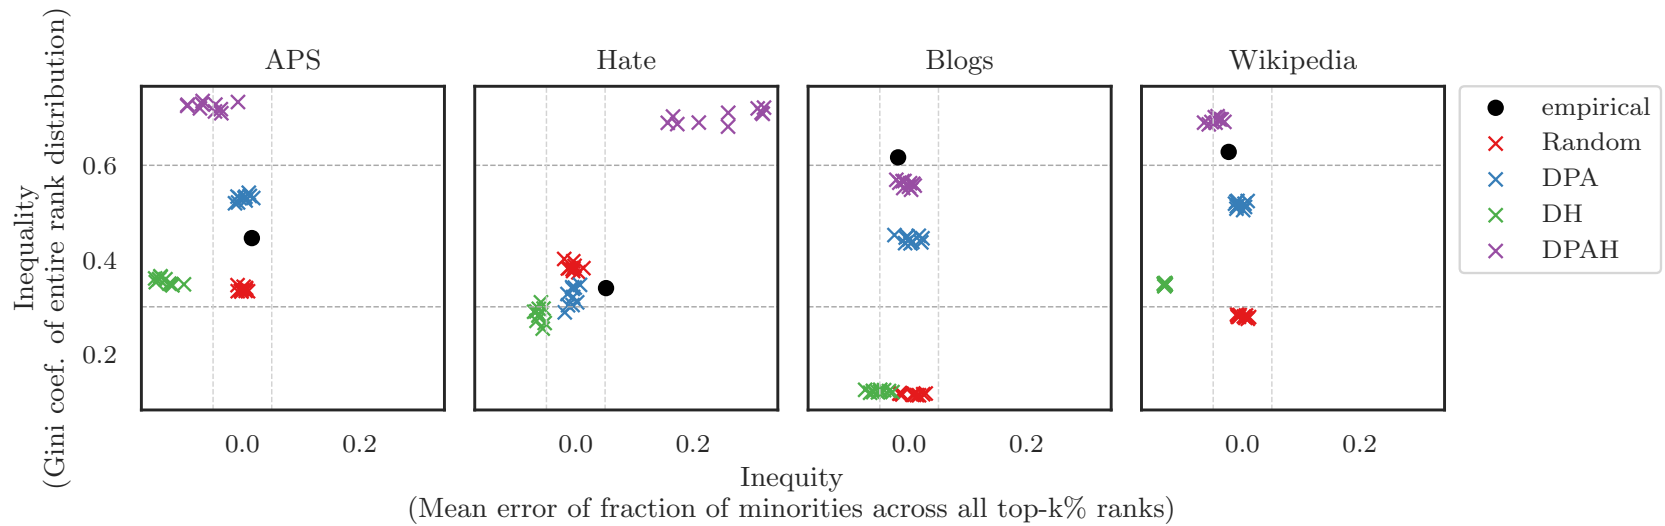 APS
Hate
Blogs
Wikipedia
Inequality
(Gini coef. of entire rank distribution)
0.6
0.4
0.2
0.0 0.2
0.0 0.2
0.0 0.2
0.0 0.2
Inequity
(Mean error of fraction of minorities across all top-k% ranks)
empirical
Random
DPA
DH
DPAH